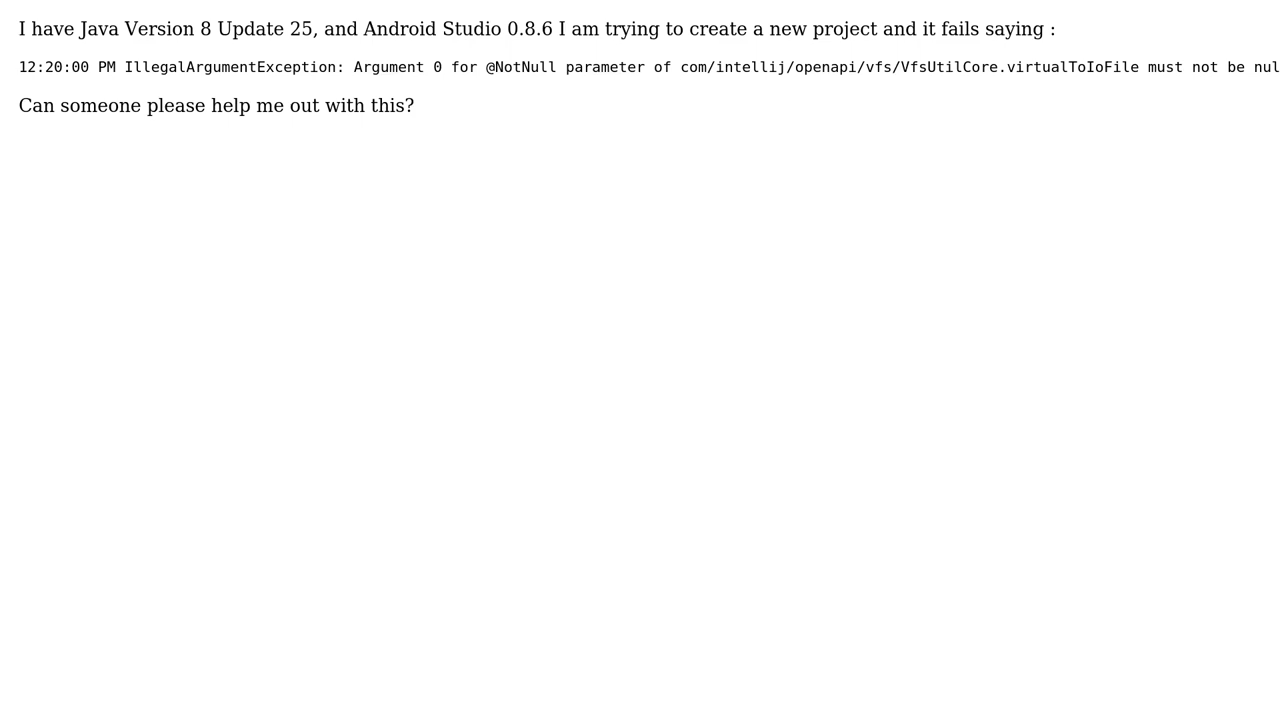 I have Java Version 8 Update 25, and Android Studio 0.8.6 I am trying to create a new project and it fails saying :
12:20:00 PM IllegalArgumentException: Argument 0 for @NotNull parameter of com/intellij/openapi/vfs/VfsUtilCore.virtualToIoFile must not be nul
Can someone please help me out with this?